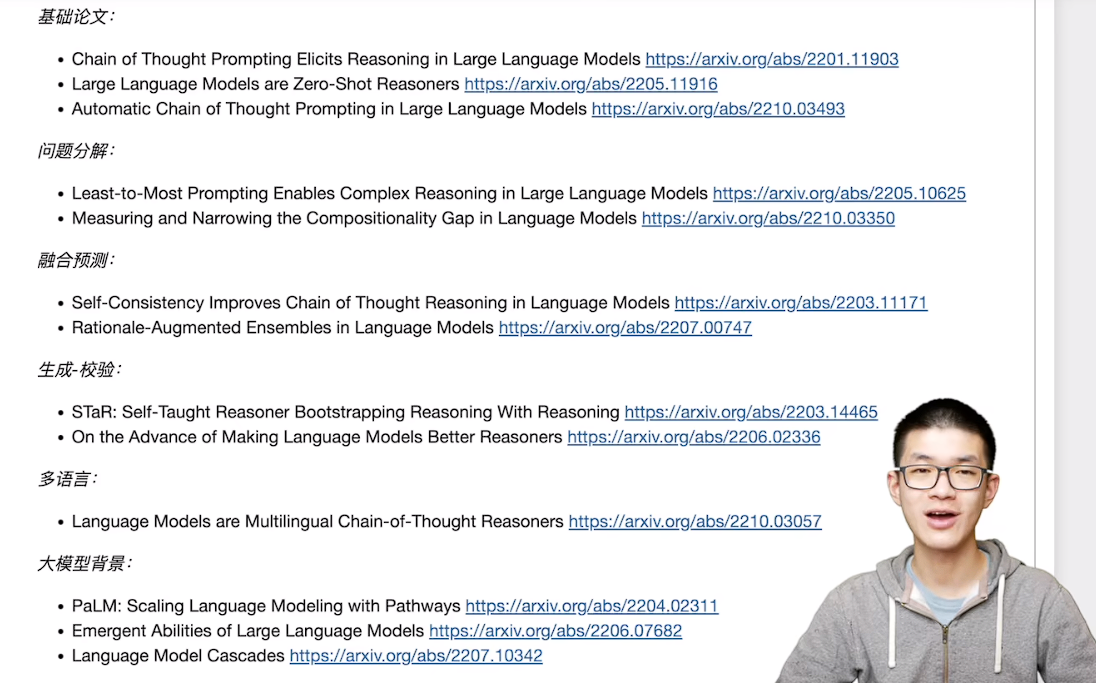 基础论文：
• Chain of Thought Prompting Elicits Reasoning in Large Language Models https://arxiv.org/abs/2201.11903
• Large Language Models are Zero-Shot Reasoners https://arxiv.org/abs/2205.11916
• Automatic Chain of Thought Prompting in Large Language Models https://arxiv.org/abs/2210.03493
问题分解：
• Least-to-Most Prompting Enables Complex Reasoning in Large Language Models https://arxiv.org/abs/2205.10625
• Measuring and Narrowing the Compositionality Gap in Language Models https://arxiv.org/abs/2210.03350
融合预测：
• Self-Consistency Improves Chain of Thought Reasoning in Language Models https://arxiv.org/abs/2203.11171
• Rationale-Augmented Ensembles in Language Models https://arxiv.org/abs/2207.00747
生成-校验：
• STaR: Self-Taught Reasoner Bootstrapping Reasoning With Reasoning https://arxiv.org/abs/2203.14465
• On the Advance of Making Language Models Better Reasoners https://arxiv.org/abs/2206.02336
多语言：
• Language Models are Multilingual Chain-of-Thought Reasoners https://arxiv.org/abs/2210.03057
大模型背景：
• PaLM: Scaling Language Modeling with Pathways https://arxiv.org/abs/2204.02311
• Emergent Abilities of Large Language Models https://arxiv.org/abs/2206.07682
• Language Model Cascades https://arxiv.org/abs/2207.10342